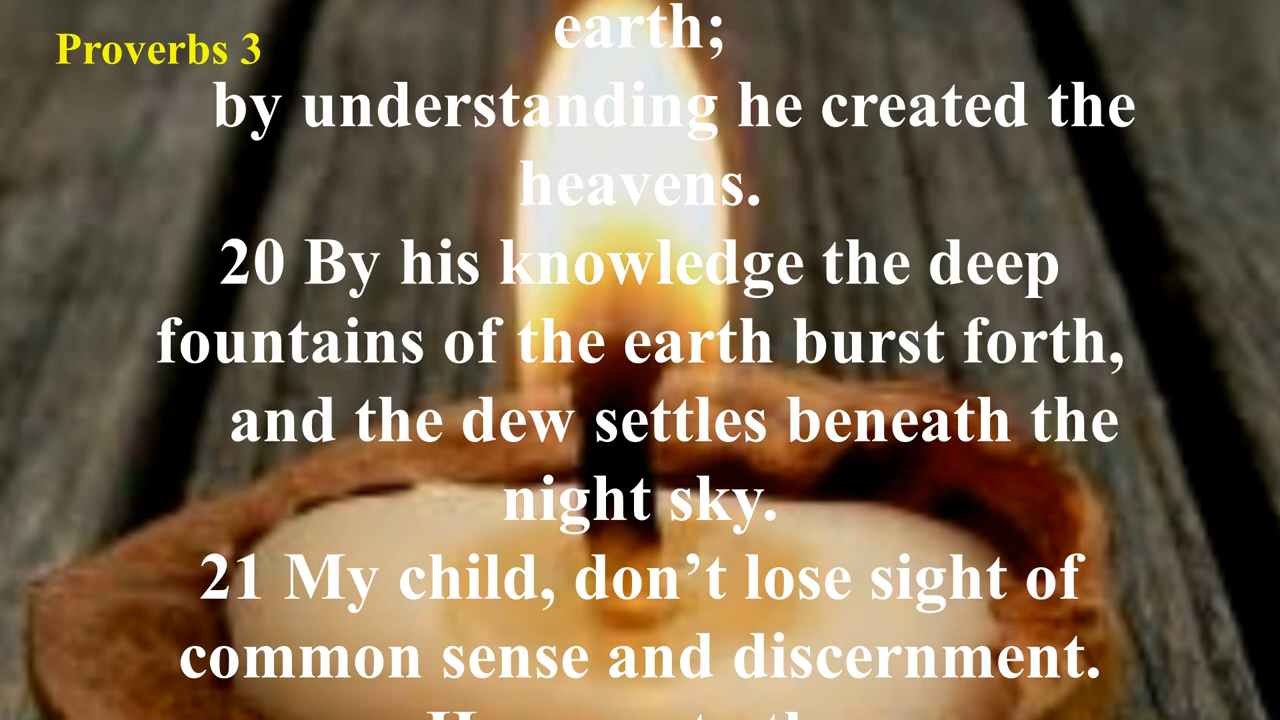 Proverbs 3
earth;
by understanding he created the
heavens.
20 By his knowledge the deep
fountains of the earth burst forth,
and the dew settles beneath the
night sky.
21 My child, don’t lose sight of
common sense and discernment.